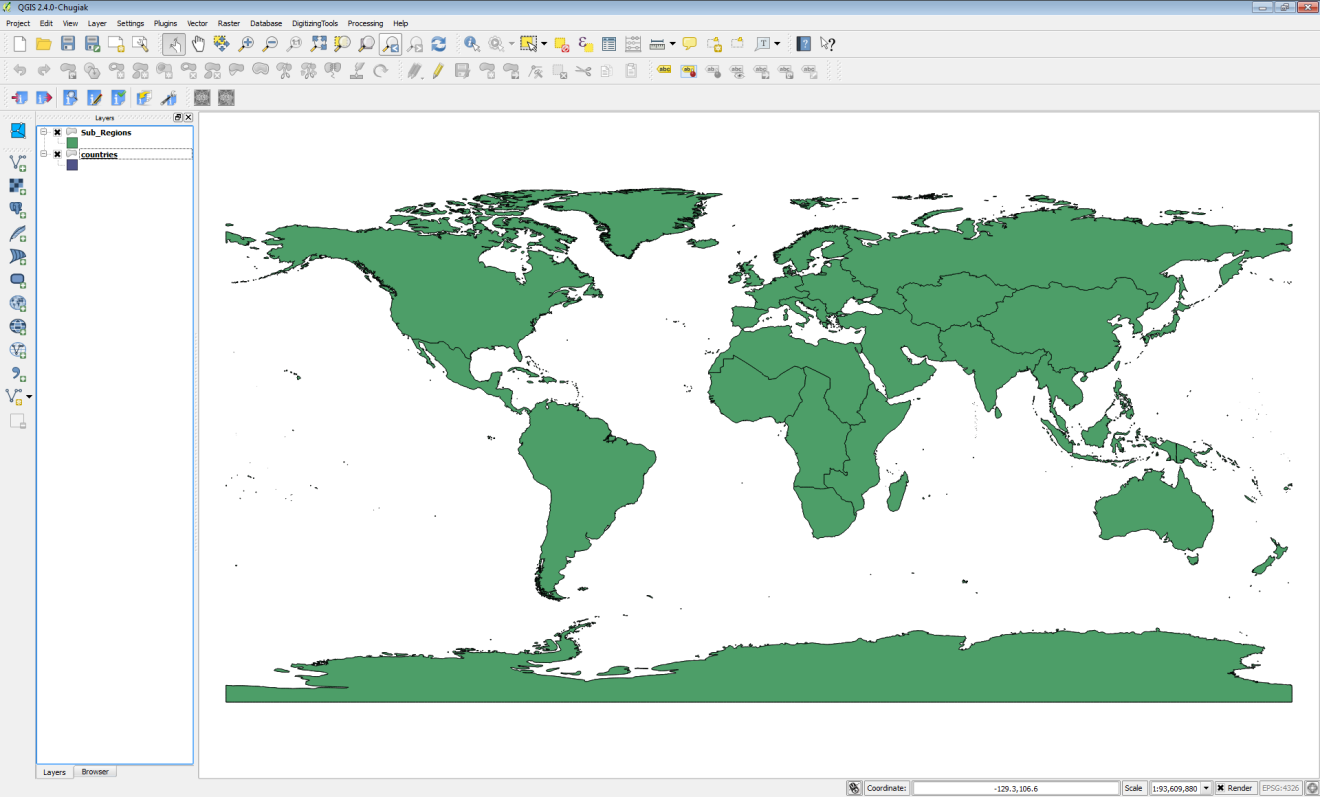 QGIS 2.4.0-Chugiak
Project Edit View Layer Settings Plugins Vector Raster Database DigitizingTools Processing Help
Layers
Sub_Regions
countries
Layers Browser
Coordinate: -129.3,106.6 Scale 1:93,609,880 Render EPSG:4326